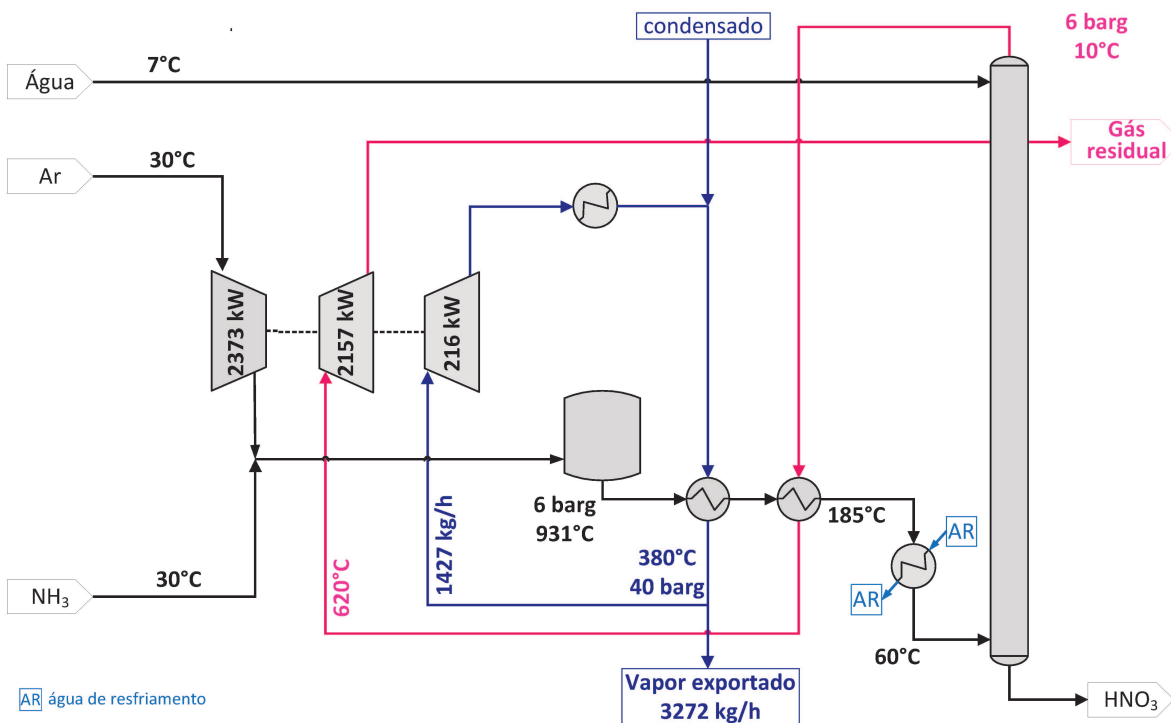 condensado
6 barg
10°C
7°C
Água
Gás
residual
30°C
Ar
2373 kW
2157 kW
216 kW
6 barg
931°C
185°C
1427 kg/h
380°C
40 barg
AR
620°C
30°C
NH₃
AR
60°C
Vapor exportado
3272 kg/h
AR água de resfriamento
HNO₃